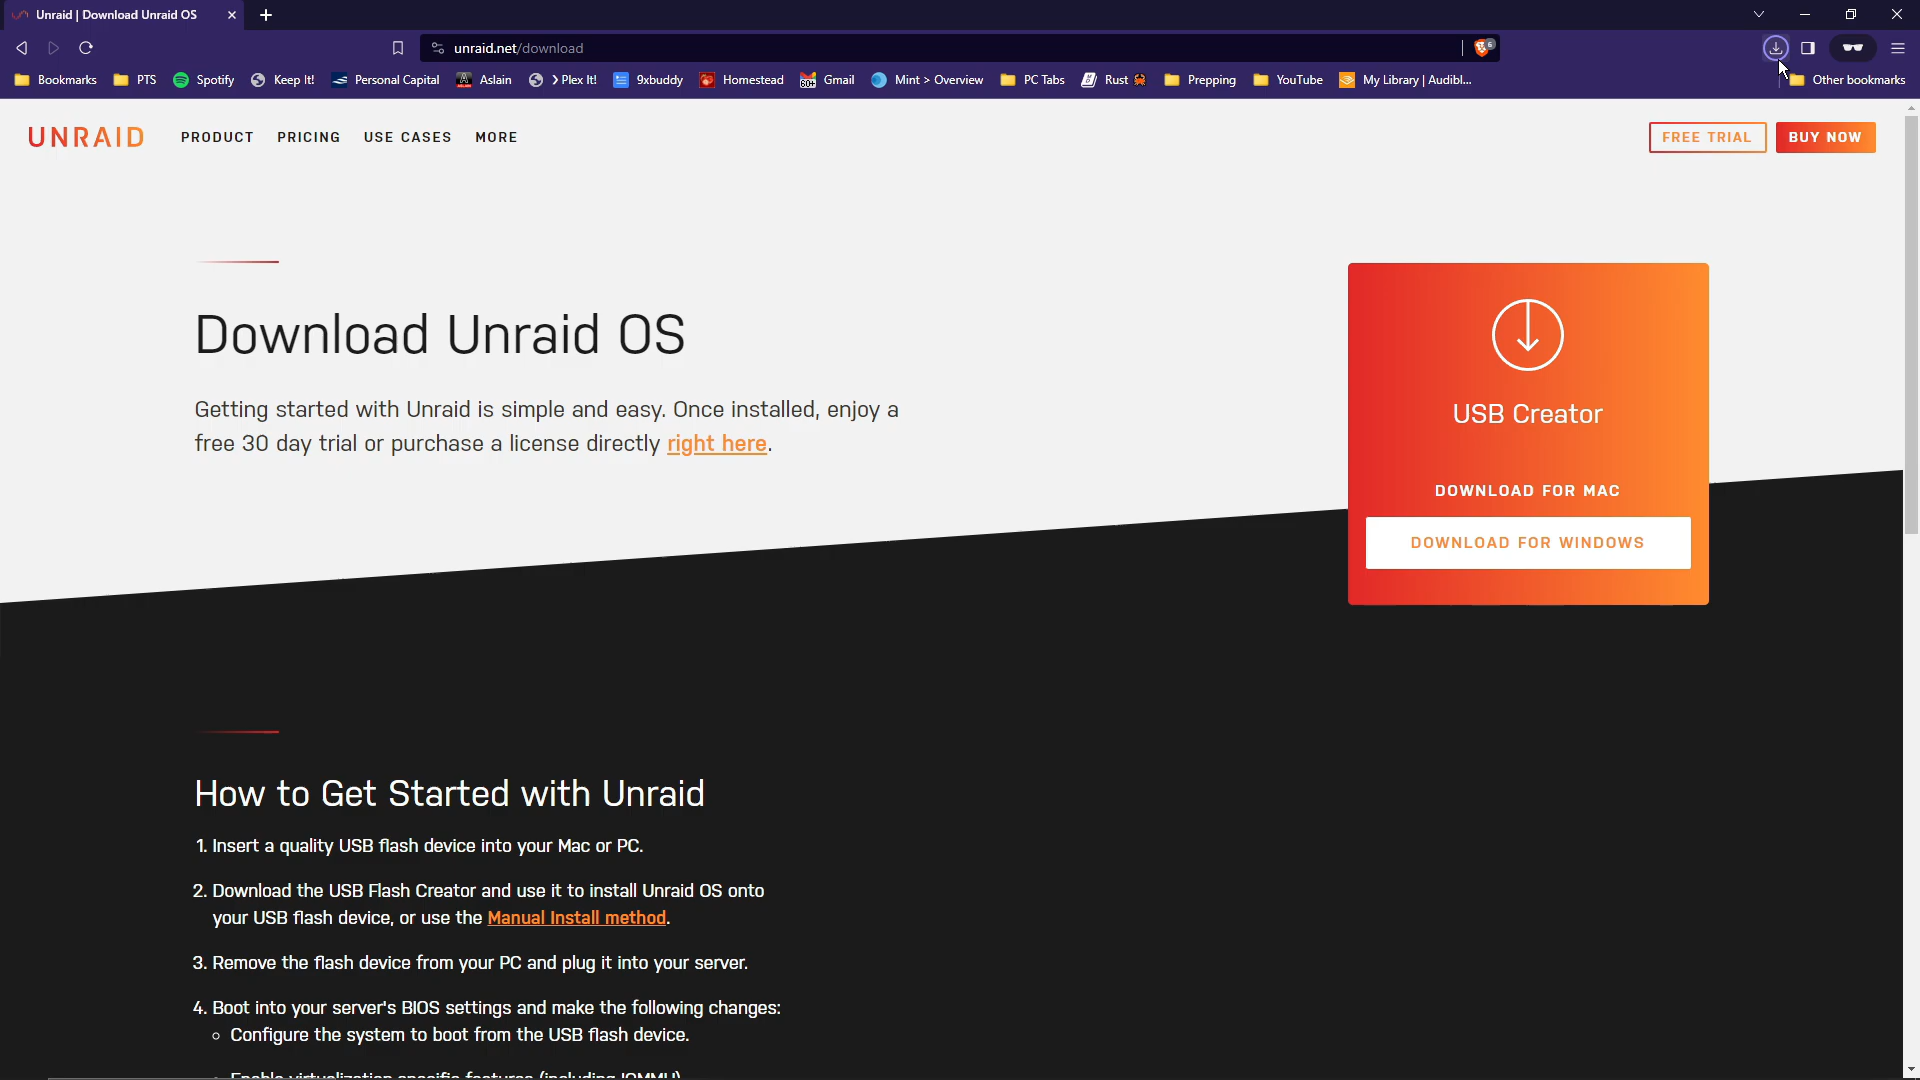 Unraid | Download Unraid OS
unraid.net/download
6
Bookmarks PTS Spotify Keep It! Personal Capital Aslain > Plex It! 9xbuddy Homestead Gmail Mint > Overview PC Tabs Rust 🦀 Prepping YouTube My Library | Audibl... Other bookmarks
UNRAID PRODUCT PRICING USE CASES MORE FREE TRIAL BUY NOW
Download Unraid OS
Getting started with Unraid is simple and easy. Once installed, enjoy a
free 30 day trial or purchase a license directly right here.
USB Creator
DOWNLOAD FOR MAC
DOWNLOAD FOR WINDOWS
How to Get Started with Unraid
1. Insert a quality USB flash device into your Mac or PC.
2. Download the USB Flash Creator and use it to install Unraid OS onto
your USB flash device, or use the Manual Install method.
3. Remove the flash device from your PC and plug it into your server.
4. Boot into your server's BIOS settings and make the following changes:
Configure the system to boot from the USB flash device.
Enable virtualization specific features (including IOMMU)